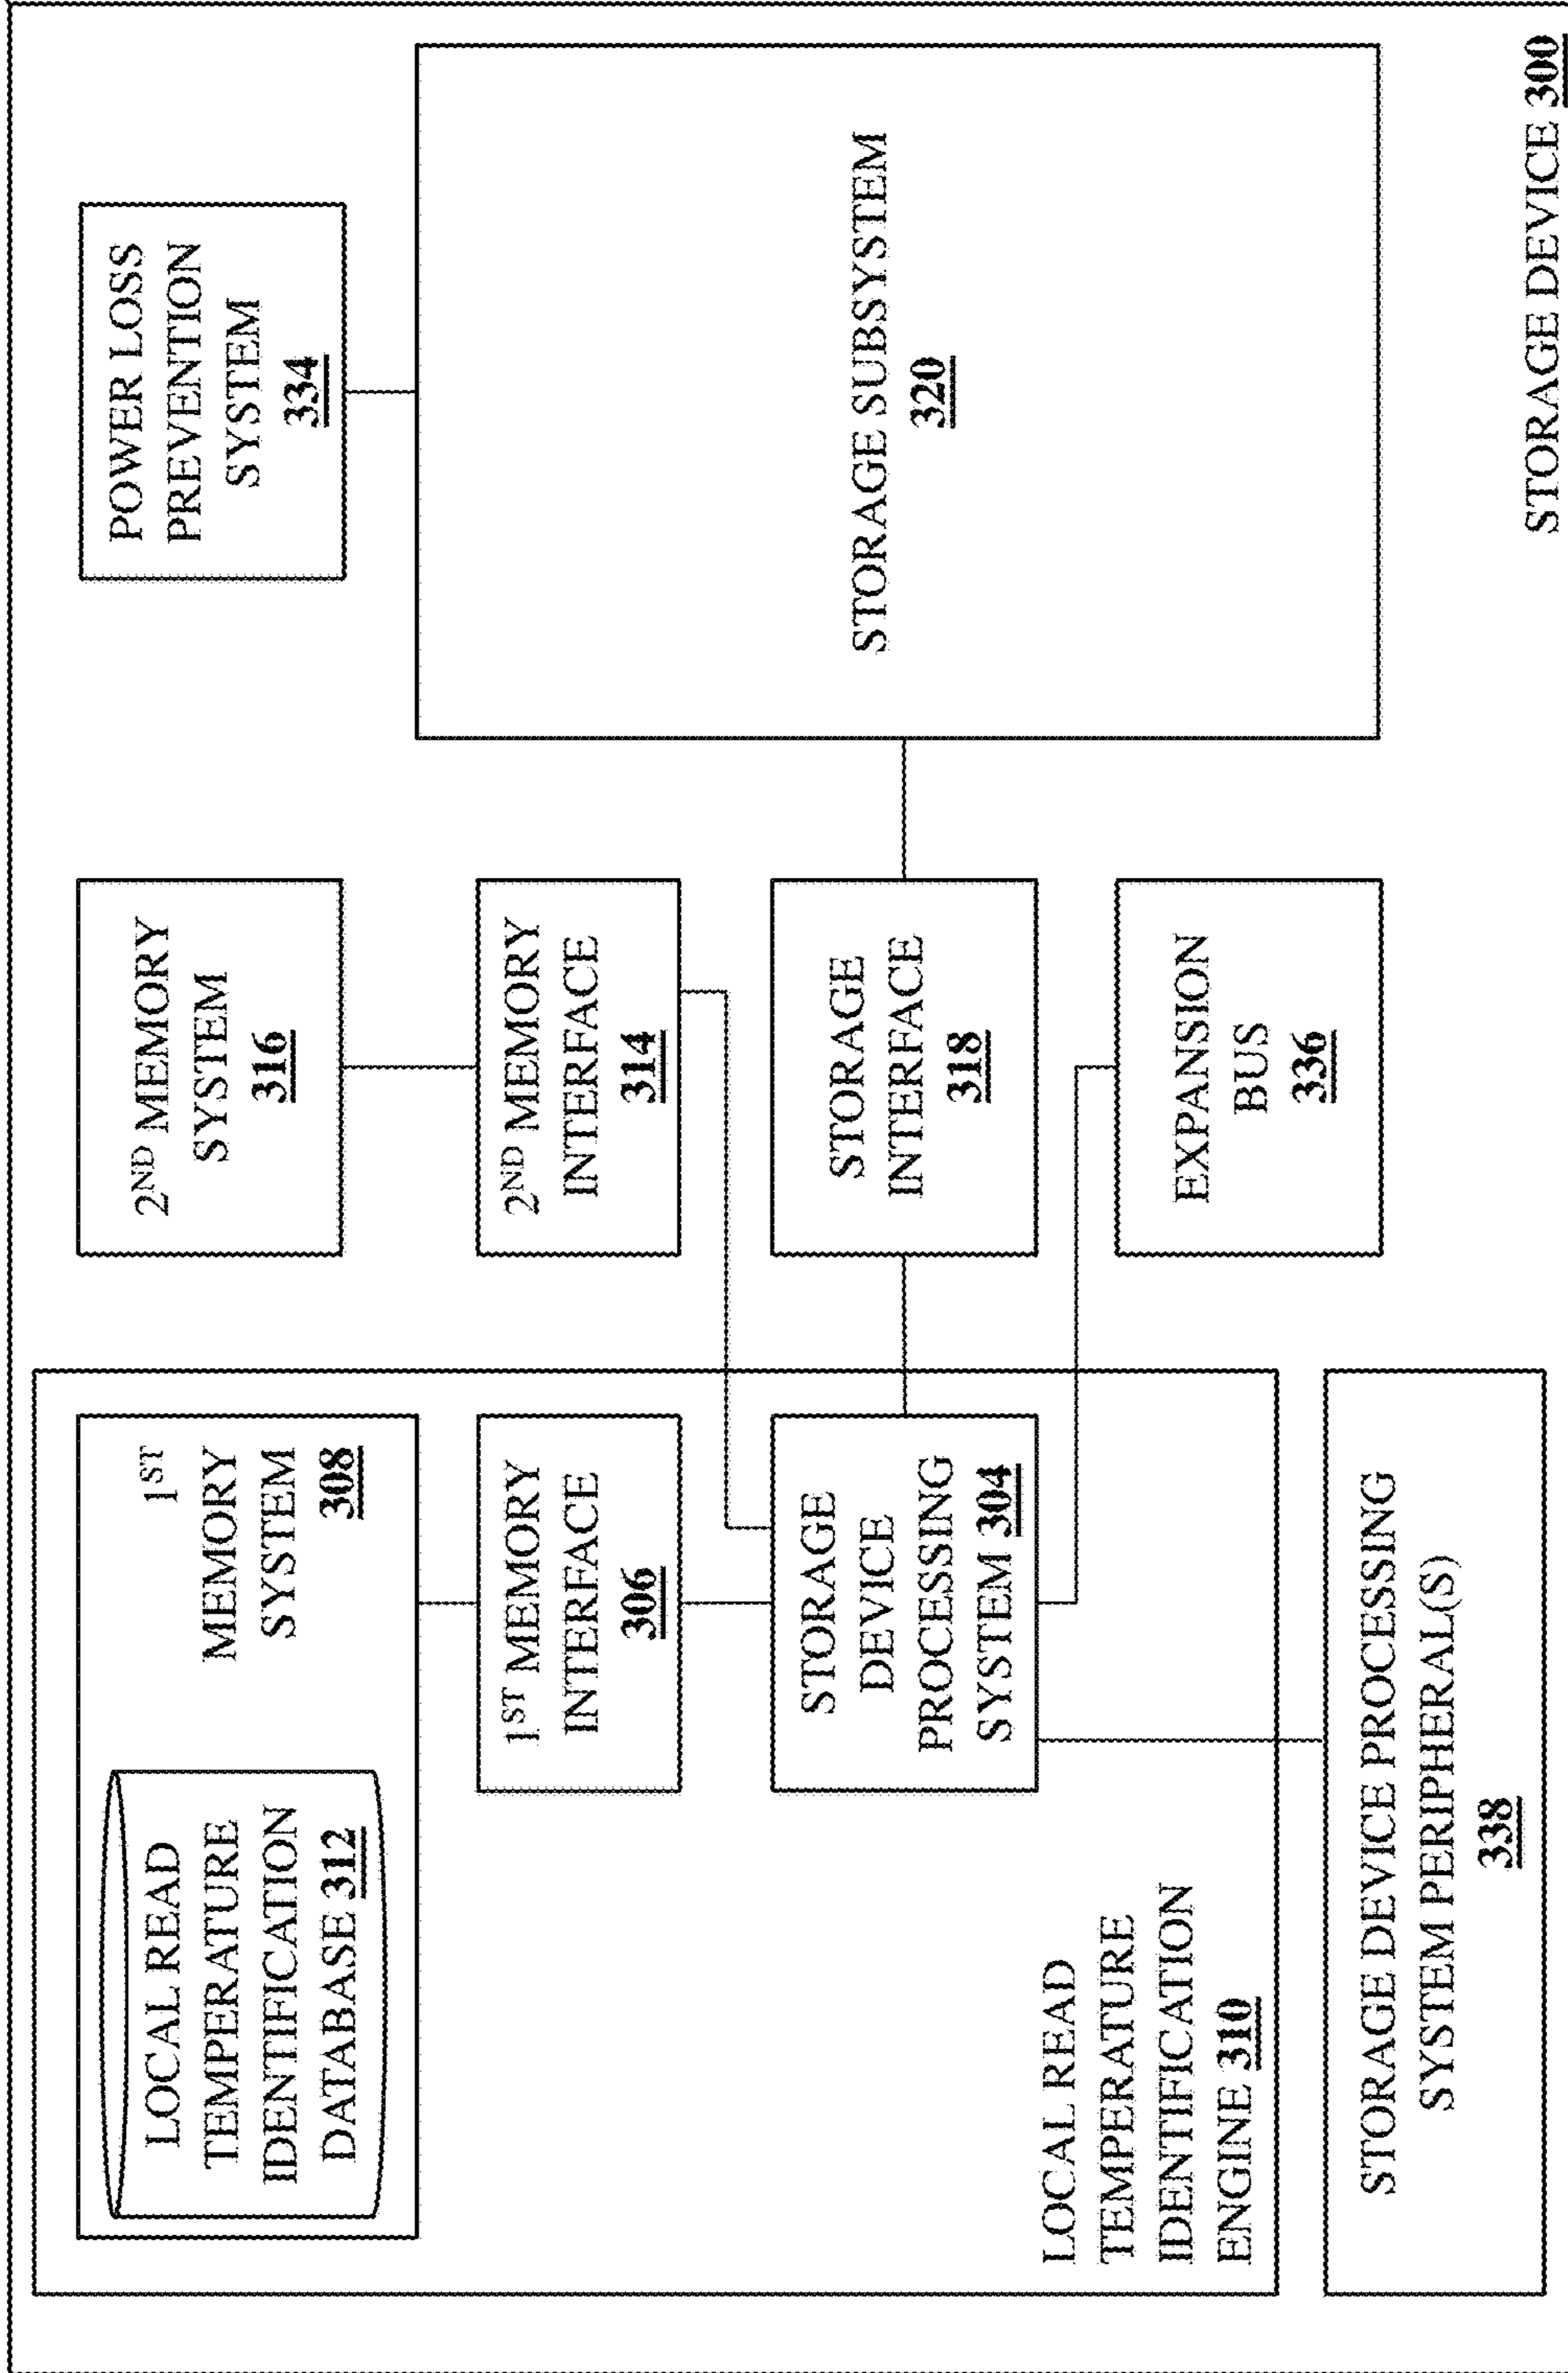 LOCAL READ
TEMPERATURE
IDENTIFICATION
DATABASE 312
1ST
MEMORY
SYSTEM
308
1ST MEMORY
INTERFACE
306
STORAGE
DEVICE
PROCESSING
SYSTEM 304
LOCAL READ
TEMPERATURE
IDENTIFICATION
ENGINE 310
STORAGE DEVICE PROCESSING
SYSTEM PERIPHERAL(S)
338
2ND MEMORY
SYSTEM
316
2ND MEMORY
INTERFACE
314
STORAGE
INTERFACE
318
EXPANSION
BUS
336
POWER LOSS
PREVENTION
SYSTEM
334
STORAGE SUBSYSTEM
320
STORAGE DEVICE 300